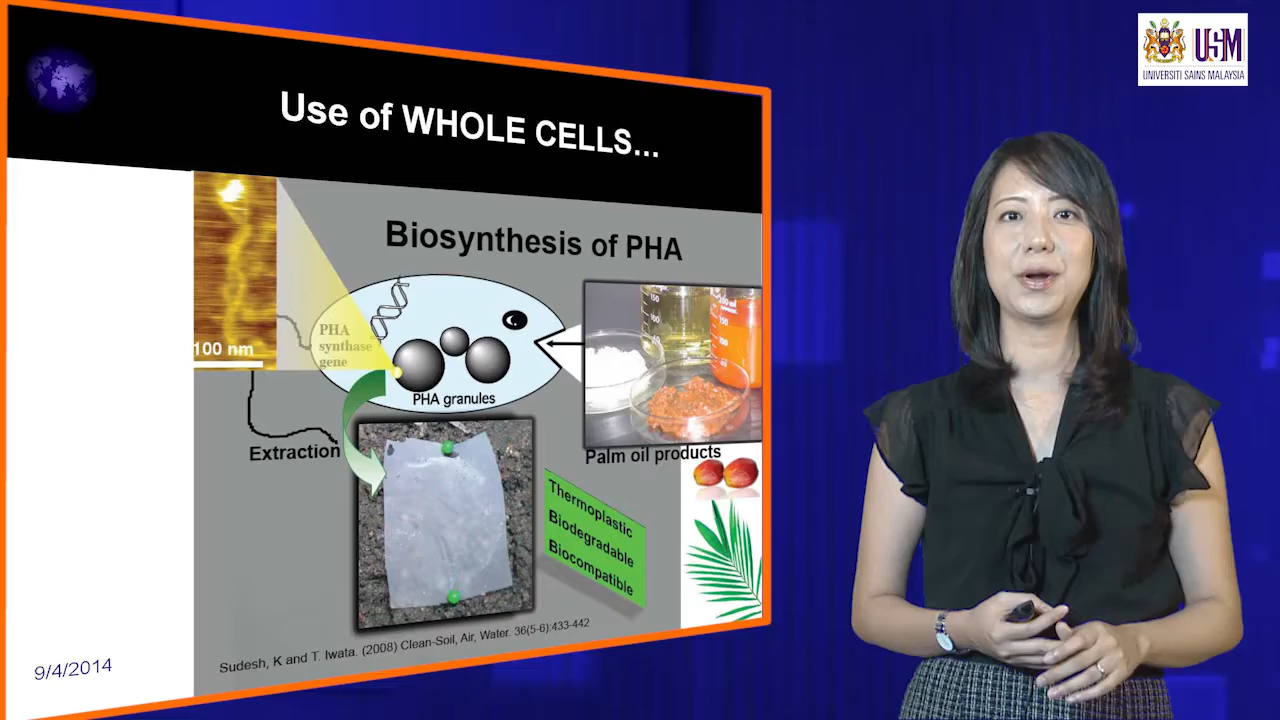 USM
UNIVERSITI SAINS MALAYSIA
Use of WHOLE CELLS...
Biosynthesis of PHA
100 nm
PHA
synthase
gene
PHA granules
Extraction
Palm oil products
Thermoplastic
Biodegradable
Biocompatible
Sudesh, K and T. Iwata. (2008) Clean-Soil, Air, Water. 36(5-6):433-442
9/4/2014